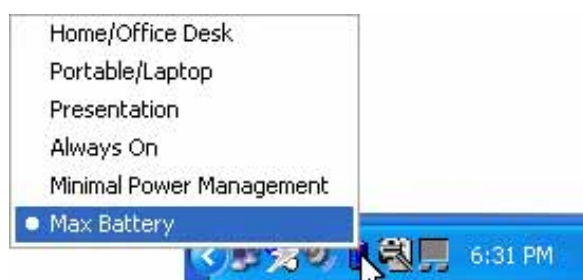 Home/Office Desk
Portable/Laptop
Presentation
Always On
Minimal Power Management
Max Battery
6:31 PM